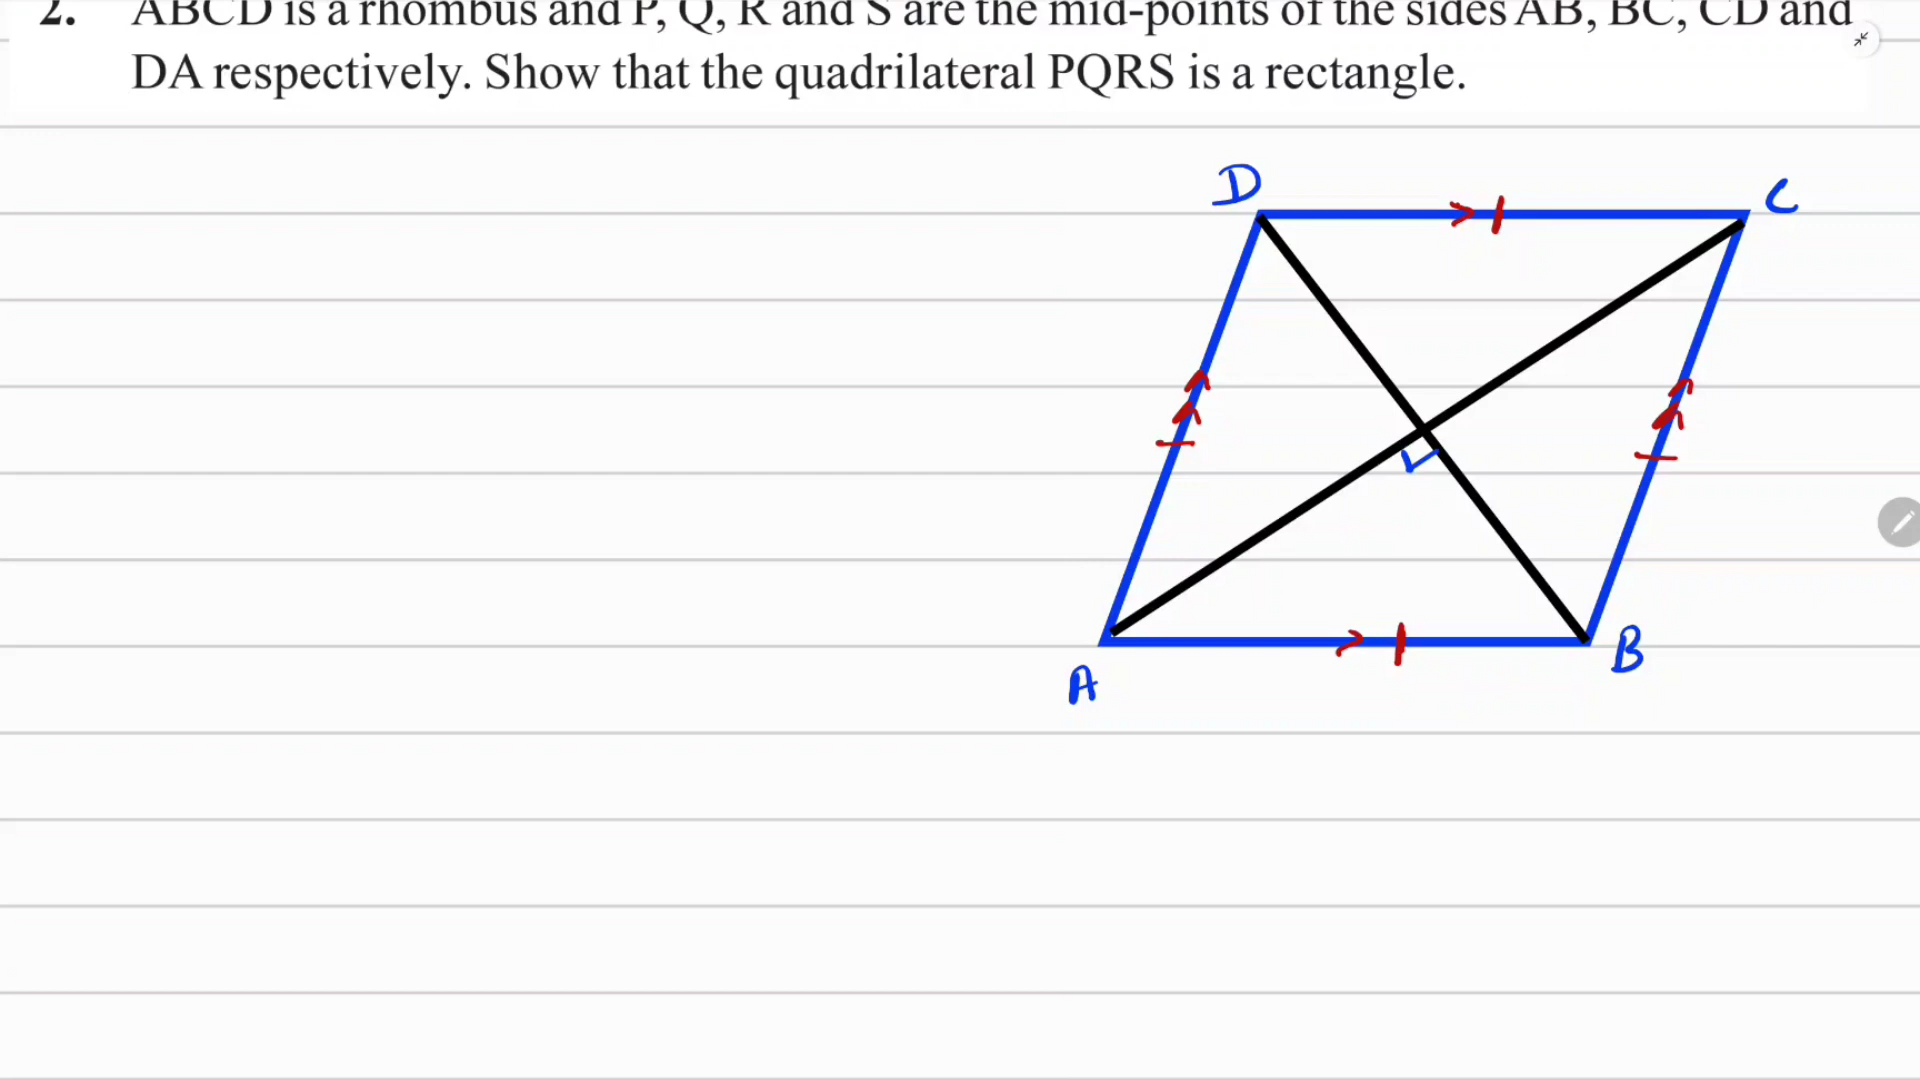 2. ABCD is a rhombus and P, Q, R and S are the mid-points of the sides AB, BC, CD and
DA respectively. Show that the quadrilateral PQRS is a rectangle.
D
C
A
B